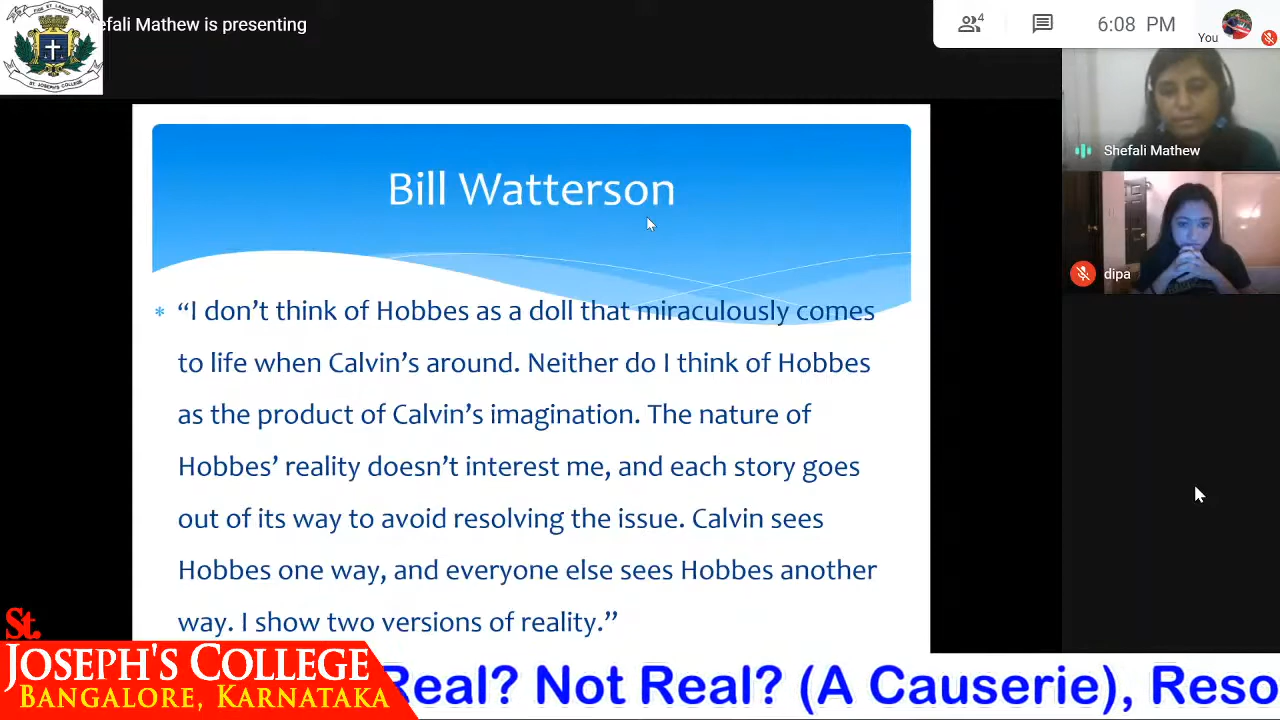 efali Mathew is presenting
4
6:08 PM
You
ST. JOSEPH'S COLLEGE
Shefali Mathew
dipa
Bill Watterson
* “I don’t think of Hobbes as a doll that miraculously comes
to life when Calvin’s around. Neither do I think of Hobbes
as the product of Calvin’s imagination. The nature of
Hobbes’ reality doesn’t interest me, and each story goes
out of its way to avoid resolving the issue. Calvin sees
Hobbes one way, and everyone else sees Hobbes another
way. I show two versions of reality.”
St.
JOSEPH'S COLLEGE
BANGALORE, KARNATAKA
Real? Not Real? (A Causerie), Reso